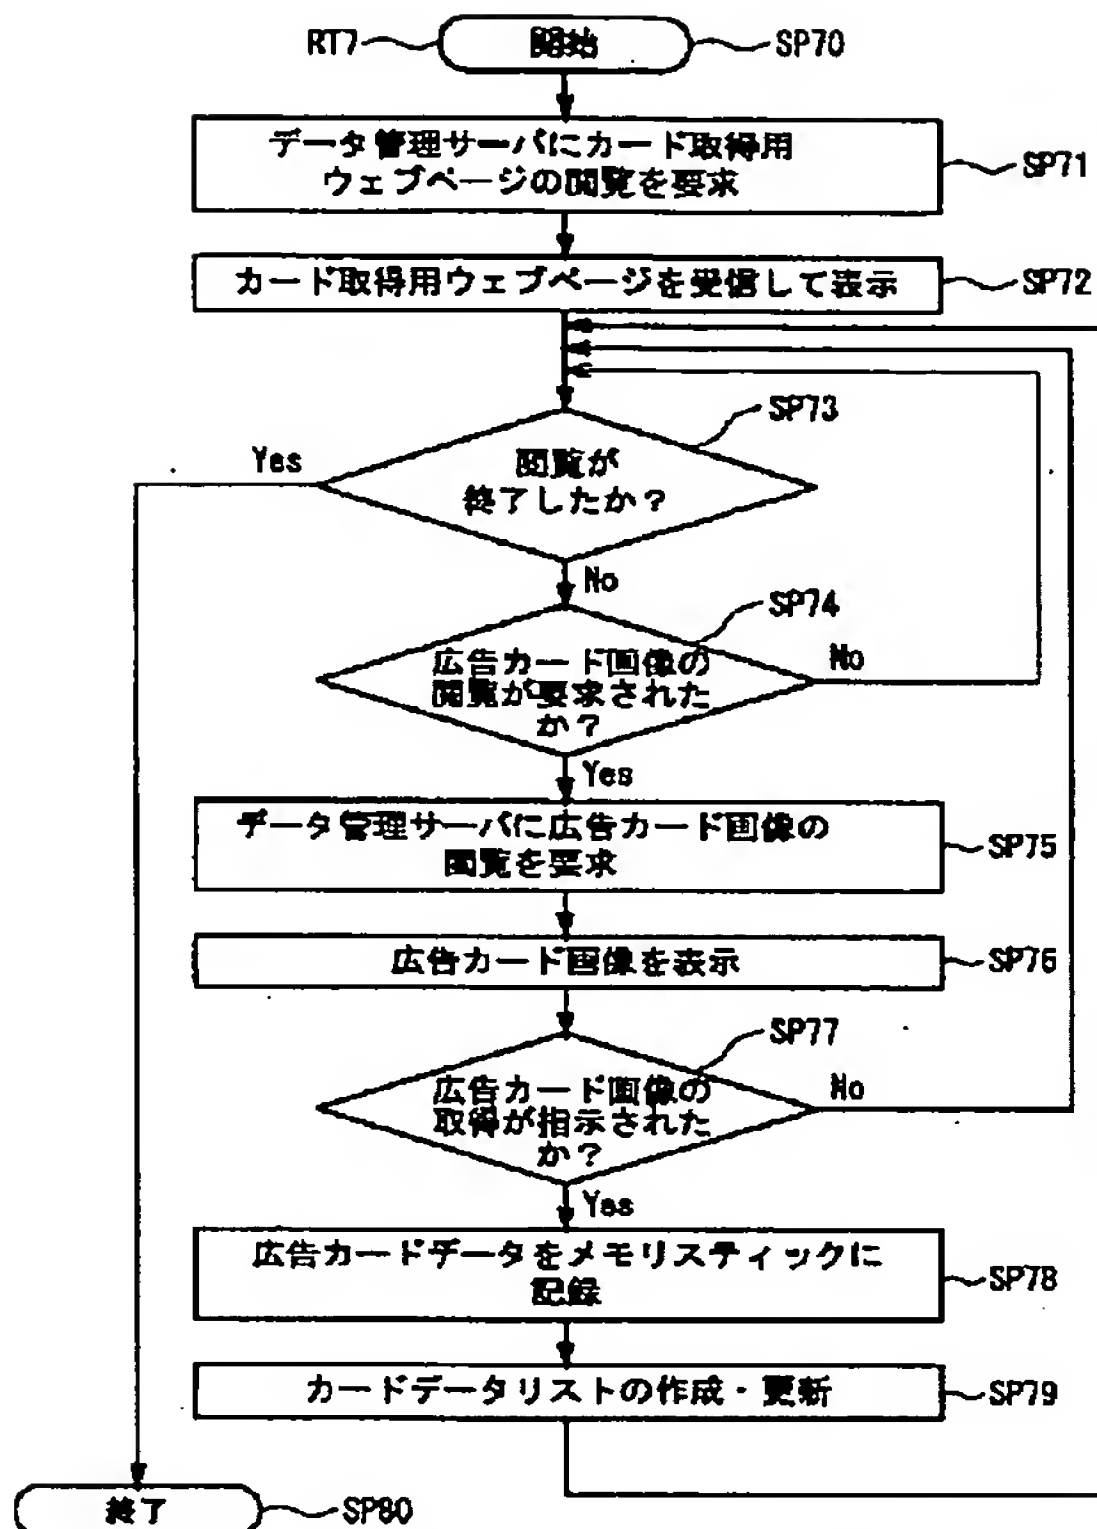 RT7 開始 SP70
データ管理サーバにカード取得用
ウェブページの閲覧を要求
SP71
カード取得用ウェブページを受信して表示
SP72
SP73
Yes
閲覧が
終了したか？
No
SP74
広告カード画像の
閲覧が要求された
か？
No
Yes
データ管理サーバに広告カード画像の
閲覧を要求
SP75
広告カード画像を表示
SP76
SP77
広告カード画像の
取得が指示された
か？
No
Yes
広告カードデータをメモリスティックに
記録
SP78
カードデータリストの作成・更新
SP79
終了 SP80